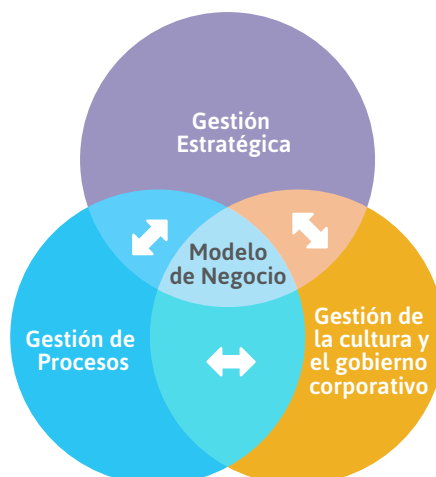 Gestión
Estratégica
Modelo
de Negocio
Gestión de
Procesos
Gestión de
la cultura y
el gobierno
corporativo